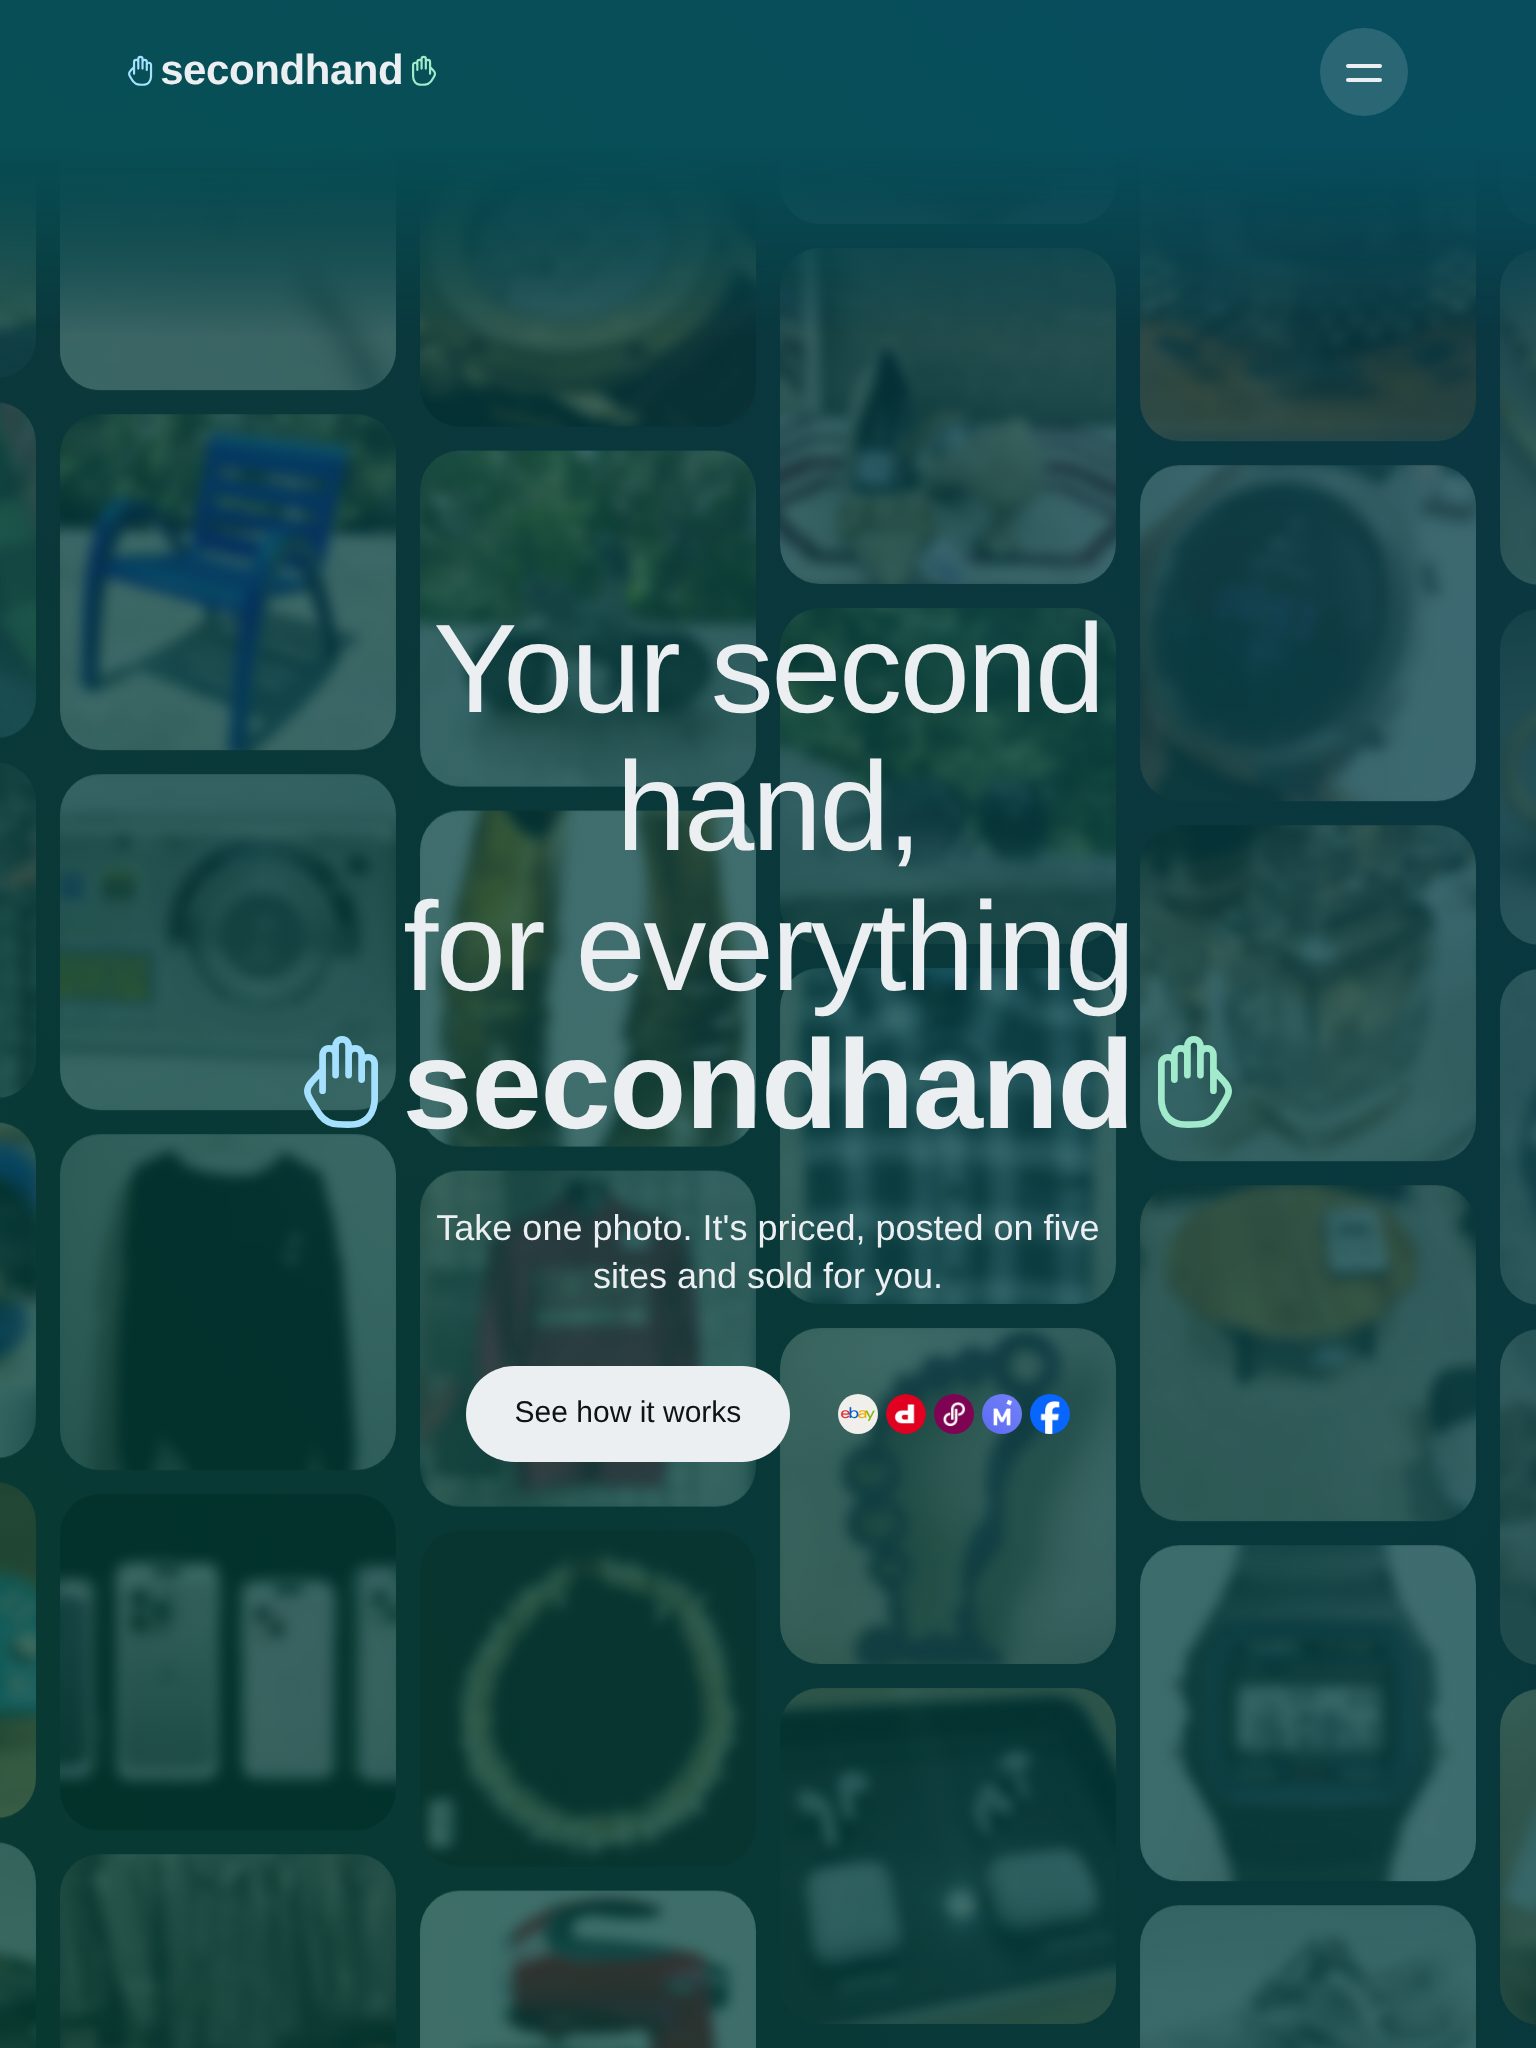 secondhand
Your second
hand,
for everything
secondhand
Take one photo. It's priced, posted on five
sites and sold for you.
See how it works
ebay